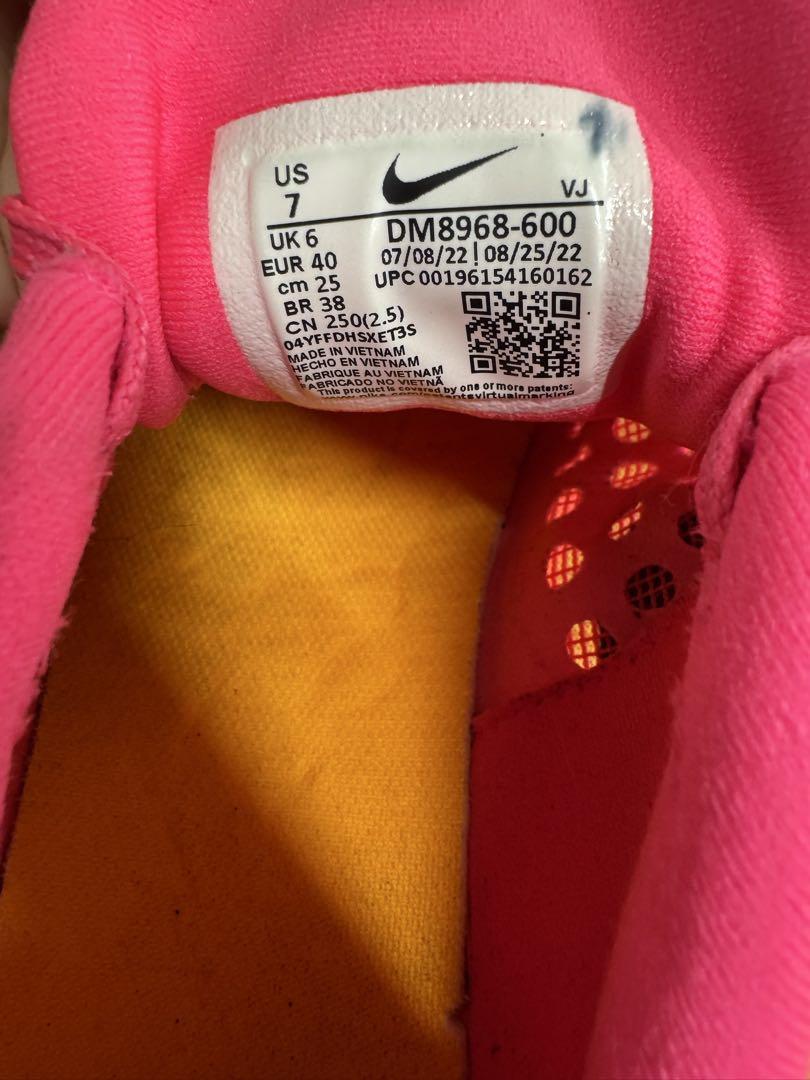 US
7
VJ
DM8968-600
UK 6
07/08/22 | 08/25/22
EUR 40
UPC 00196154160162
cm 25
BR 38
CN 250(2.5)
04YFFDHSXET3S
MADE IN VIETNAM
HECHO EN VIETNAM
FABRIQUE AU VIETNAM
FABRICADO NO VIETNÃ
This product is covered by one or more patents: